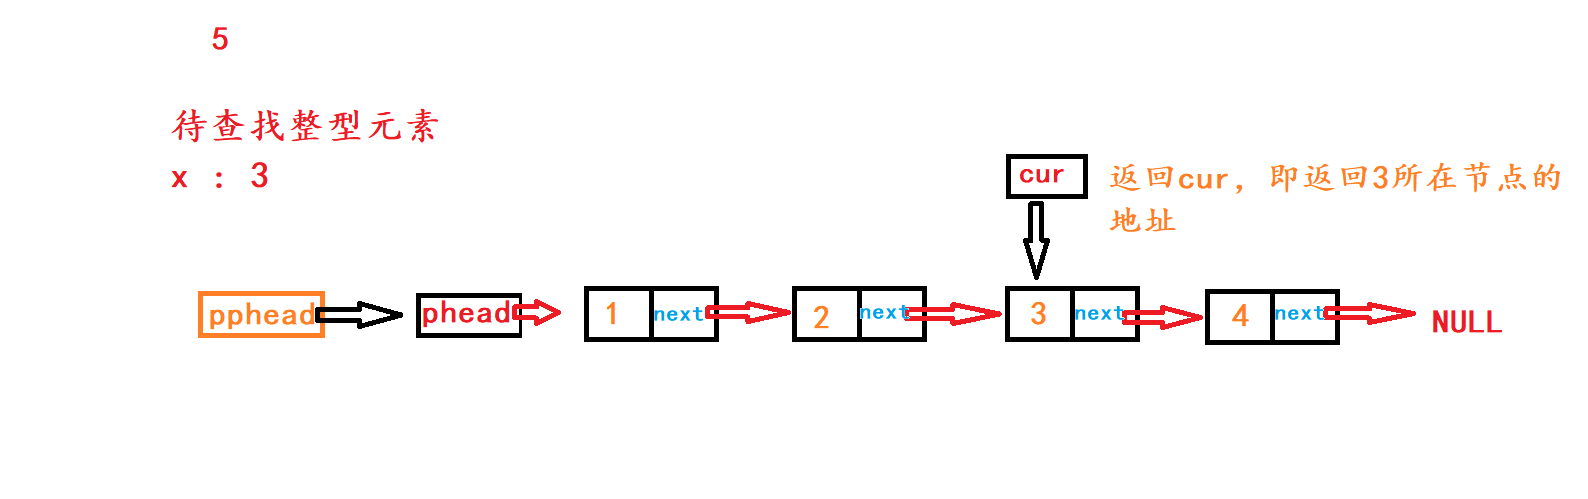 5
待查找整型元素
x : 3
cur
返回cur，即返回3所在节点的
地址
pphead
phead
1 next
2 next
3 next
4 next
NULL